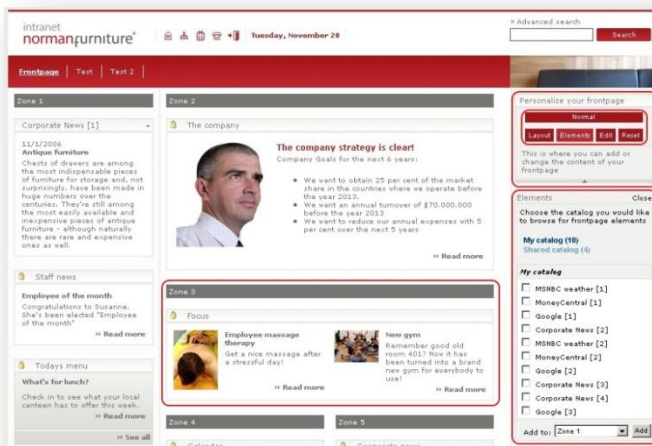 Advanced search
intranet
normanfurniture®
Tuesday, November 28
Search
Frontpage
Test
Test 2
Zone 1
Corporate News [1]
11/1/2006
Antique furniture
Chests of drawers are among
the most indispensable pieces
of furniture for storage and, not
surprisingly, have been made in
huge numbers over the
centuries. They're still among
the most easily available and
inexpensive pieces of antique
furniture - although naturally
there are rare and expensive
ones as well.
Staff news
Employee of the month
Congratulations to Susanne.
She's been elected "Employee
of the month"
Read more
Todays menu
What's for lunch?
Check in to see what your local
canteen has to offer this week.
Read more
See all
Zone 2
The company
The company strategy is clear!
Company Goals for the next 6 years:
We want to obtain 25 per cent of the market
share in the countries where we operate before
the year 2013.
We want an annual turnover of $70.000.000
before the year 2013
We want to reduce our annual expenses with 5
per cent over the next 5 years
Read more
Zone 3
Focus
Employee massage
therapy
Get a nice massage after
a stressful day!
Read more
New gym
Remember good old
room 401? Now it has
been turned into a brand
new gym for everybody to
use!
Read more
Zone 4
Calendar
Zone 5
Corporate news
Personalize your frontpage
Normal
Layout
Elements
Edit
Reset
This is where you can add or
change the content of your
frontpage
Elements
Close
Choose the catalog you would like
to browse for frontpage elements
My catalog (10)
Shared catalog (4)
My catalog
MSNBC weather [1]
MoneyCentral [1]
Google [1]
Corporate News [2]
MSNBC weather [2]
MoneyCentral [2]
Google [2]
Corporate News [3]
Corporate News [4]
Google [3]
Add to: Zone 1
Add